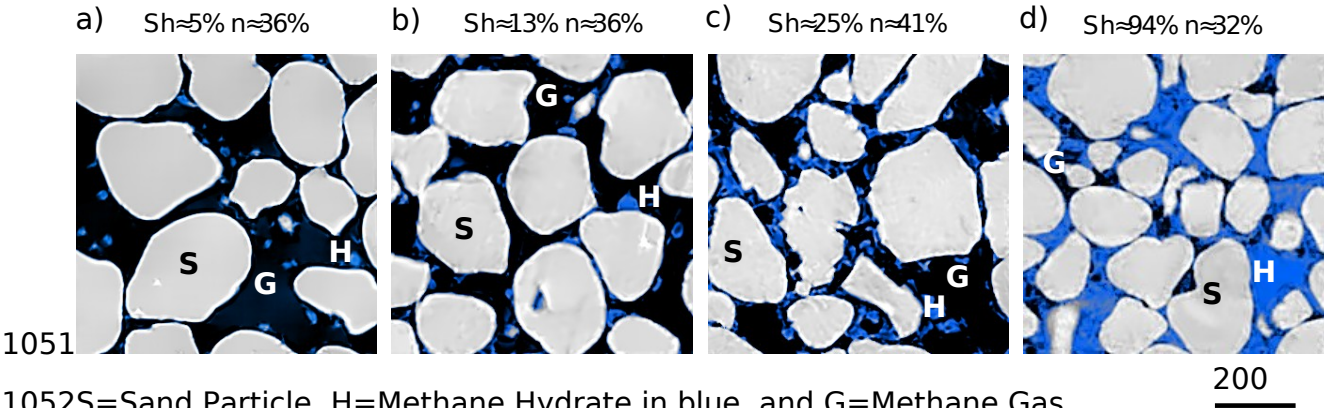 a) Sh≈5% n≈36% b) Sh≈13% n≈36% c) Sh≈25% n≈41% d) Sh≈94% n≈32%
G
G
H
S
S
S
H
G
G
H
H
S
1051
200
1052S=Sand Particle, H=Methane Hydrate in blue, and G=Methane Gas